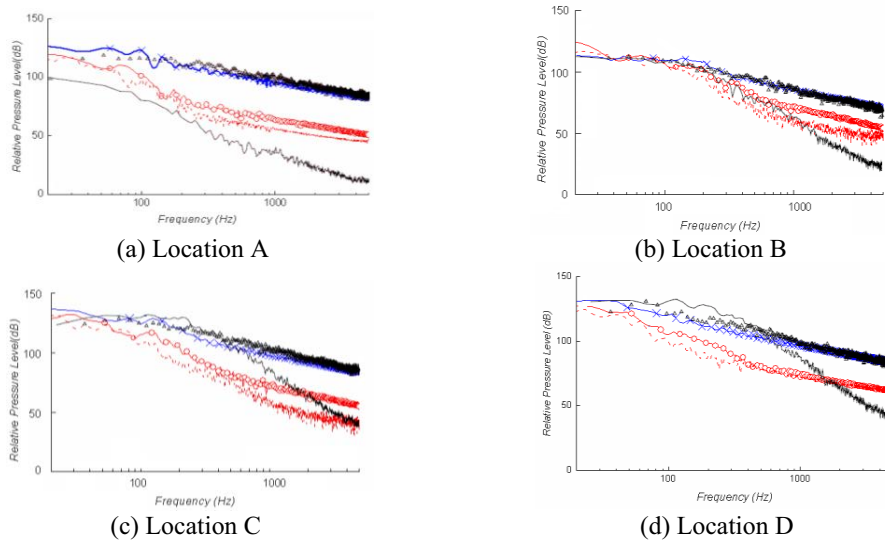 150
100
50
0
Relative Pressure Level(dB)
100
1000
Frequency (Hz)
(a) Location A
150
100
50
0
Relative Pressure Level(dB)
100
1000
Frequency (Hz)
(b) Location B
150
100
50
0
Relative Pressure Level (dB)
100
1000
Frequency (Hz)
(c) Location C
150
100
50
0
Relative Pressure Level(dB)
100
1000
Frequency (Hz)
(d) Location D